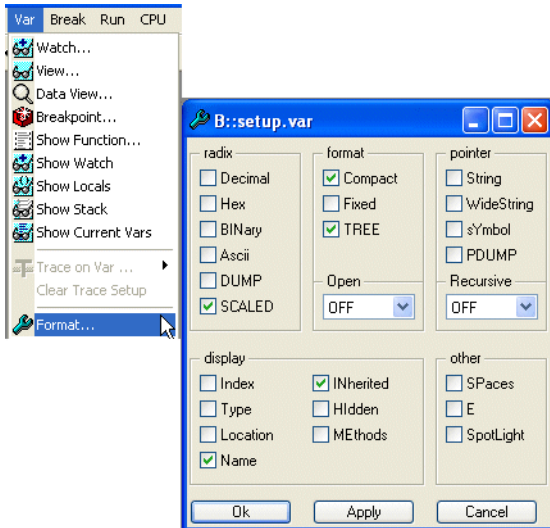 Var Break Run CPU
Watch...
View...
Data View...
Breakpoint...
Show Function...
Show Watch
Show Locals
Show Stack
Show Current Vars
Trace on Var ...
Clear Trace Setup
Format...
B::setup.var
radix
Decimal
Hex
BINary
Ascii
DUMP
SCALED
format
Compact
Fixed
TREE
Open
OFF
pointer
String
WideString
sYmbol
PDUMP
Recursive
OFF
display
Index
Type
Location
Name
INherited
HIdden
MEthods
other
SPaces
E
SpotLight
Ok Apply Cancel